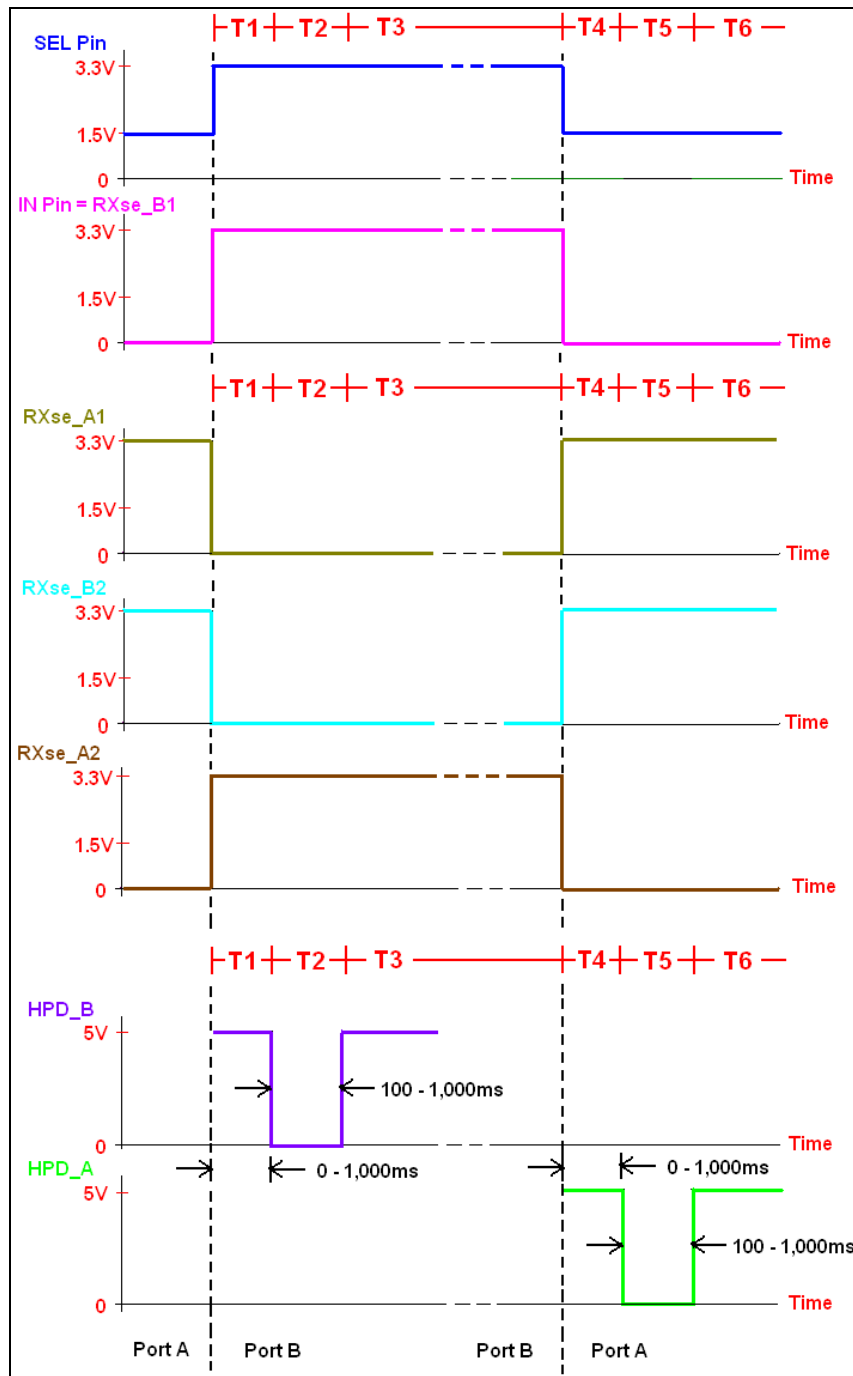 T1 T2 T3 T4 T5 T6
SEL Pin
3.3V
1.5V
0
Time
IN Pin = RXse_B1
3.3V
1.5V
0
Time
T1 T2 T3 T4 T5 T6
RXse_A1
3.3V
1.5V
0
Time
RXse_B2
3.3V
1.5V
0
Time
RXse_A2
3.3V
1.5V
0
Time
T1 T2 T3 T4 T5 T6
HPD_B
5V
100 - 1,000ms
0
Time
HPD_A
0 - 1,000ms 0 - 1,000ms
5V
100 - 1,000ms
0
Time
Port A Port B Port B Port A